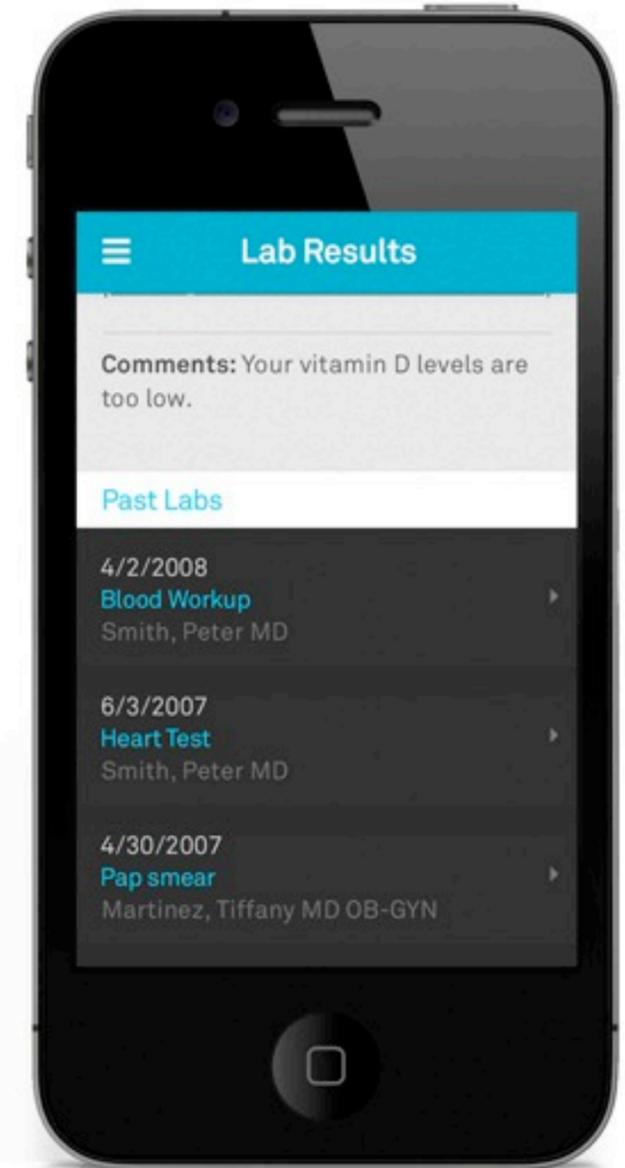 Lab Results
Comments: Your vitamin D levels are
too low.
Past Labs
4/2/2008
Blood Workup
Smith, Peter MD
6/3/2007
Heart Test
Smith, Peter MD
4/30/2007
Pap smear
Martinez, Tiffany MD OB-GYN